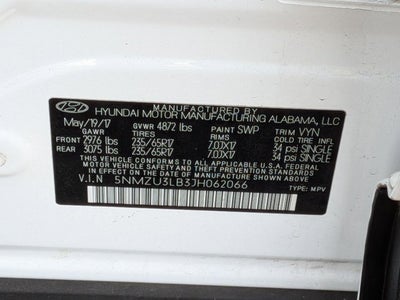 MANUFACTURED BY
HYUNDAI MOTOR MANUFACTURING ALABAMA, LLC
May/19/17 GVWR 4872 lbs PAINT SWP TRIM VYN
GAWR TIRES RIMS COLD TIRE PRESSURE
FRONT 2976 lbs 235/65R17 7.0JX17 34 psi SINGLE
REAR 3075 lbs 235/65R17 7.0JX17 34 psi SINGLE
THIS VEHICLE CONFORMS TO ALL APPLICABLE U.S.A. FEDERAL
MOTOR VEHICLE SAFETY, BUMPER, AND THEFT PREVENTION
STANDARDS IN EFFECT ON THE DATE OF MANUFACTURE SHOWN ABOVE.
V.I.N 5NMZU3LB3JH062066
TYPE: MPV